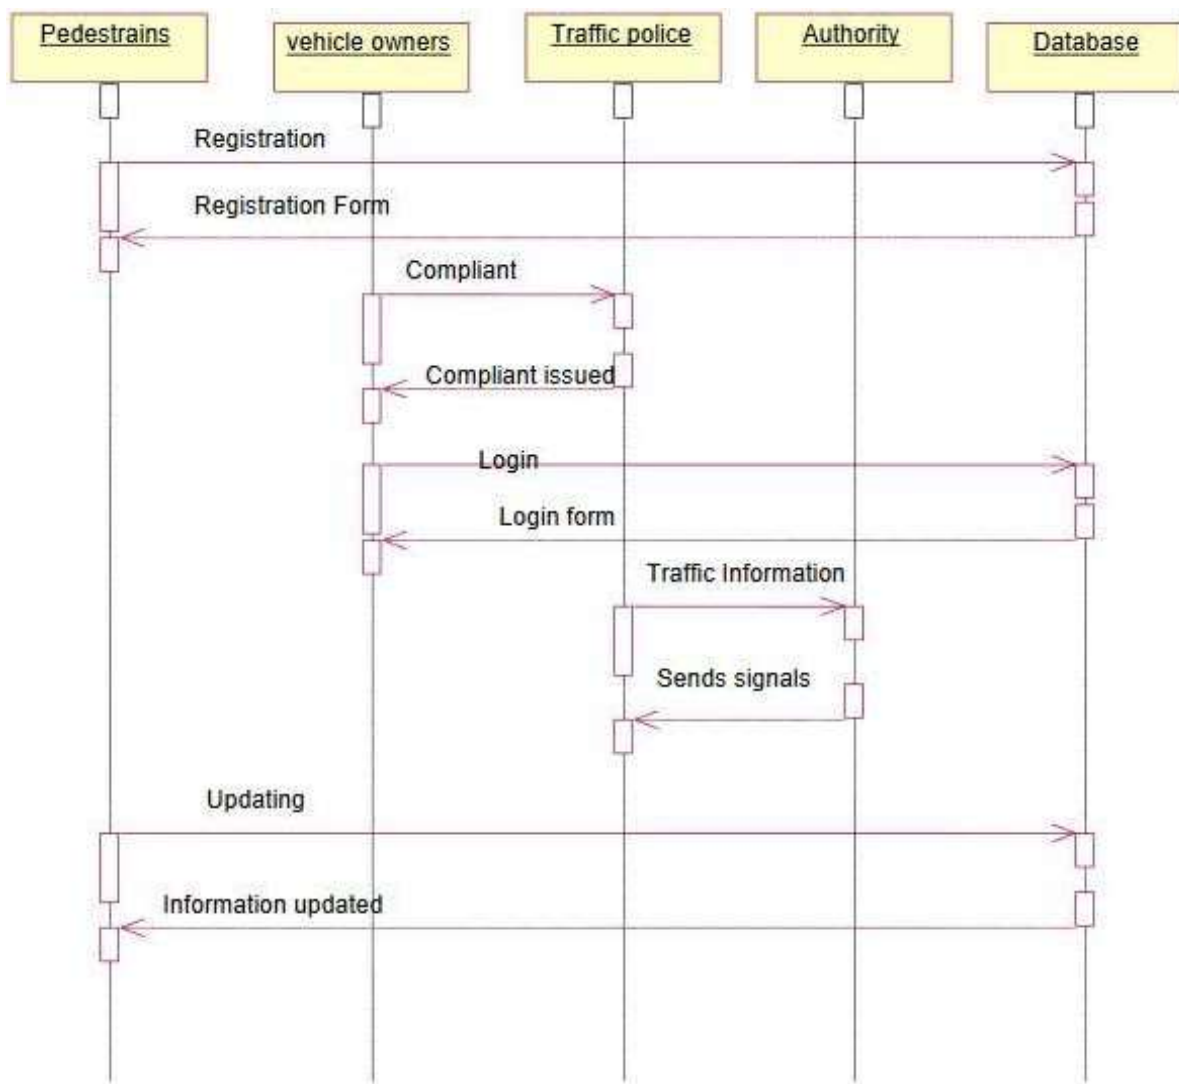 Pedestrains
vehicle owners
Traffic police
Authority
Database
Registration
Registration Form
Compliant
Compliant issued
Login
Login form
Traffic Information
Sends signals
Updating
Information updated